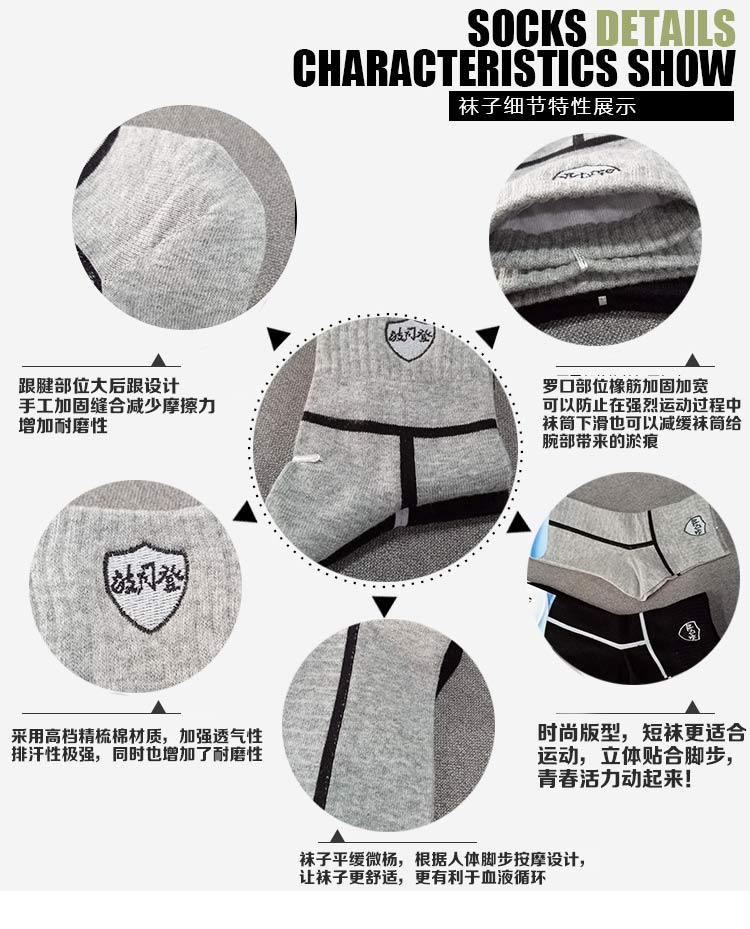 SOCKS DETAILS
CHARACTERISTICS SHOW
袜子细节特性展示
跟腱部位大后跟设计
手工加固缝合减少摩擦力
增加耐磨性
罗口部位橡筋加固加宽
可以防止在强烈运动过程中
袜筒下滑也可以减缓袜筒给
腕部带来的淤痕
采用高档精梳棉材质，加强透气性
排汗性极强，同时也增加了耐磨性
时尚版型，短袜更适合
运动，立体贴合脚步，
青春活力动起来！
袜子平缓微杨，根据人体脚步按摩设计，
让袜子更舒适，更有利于血液循环